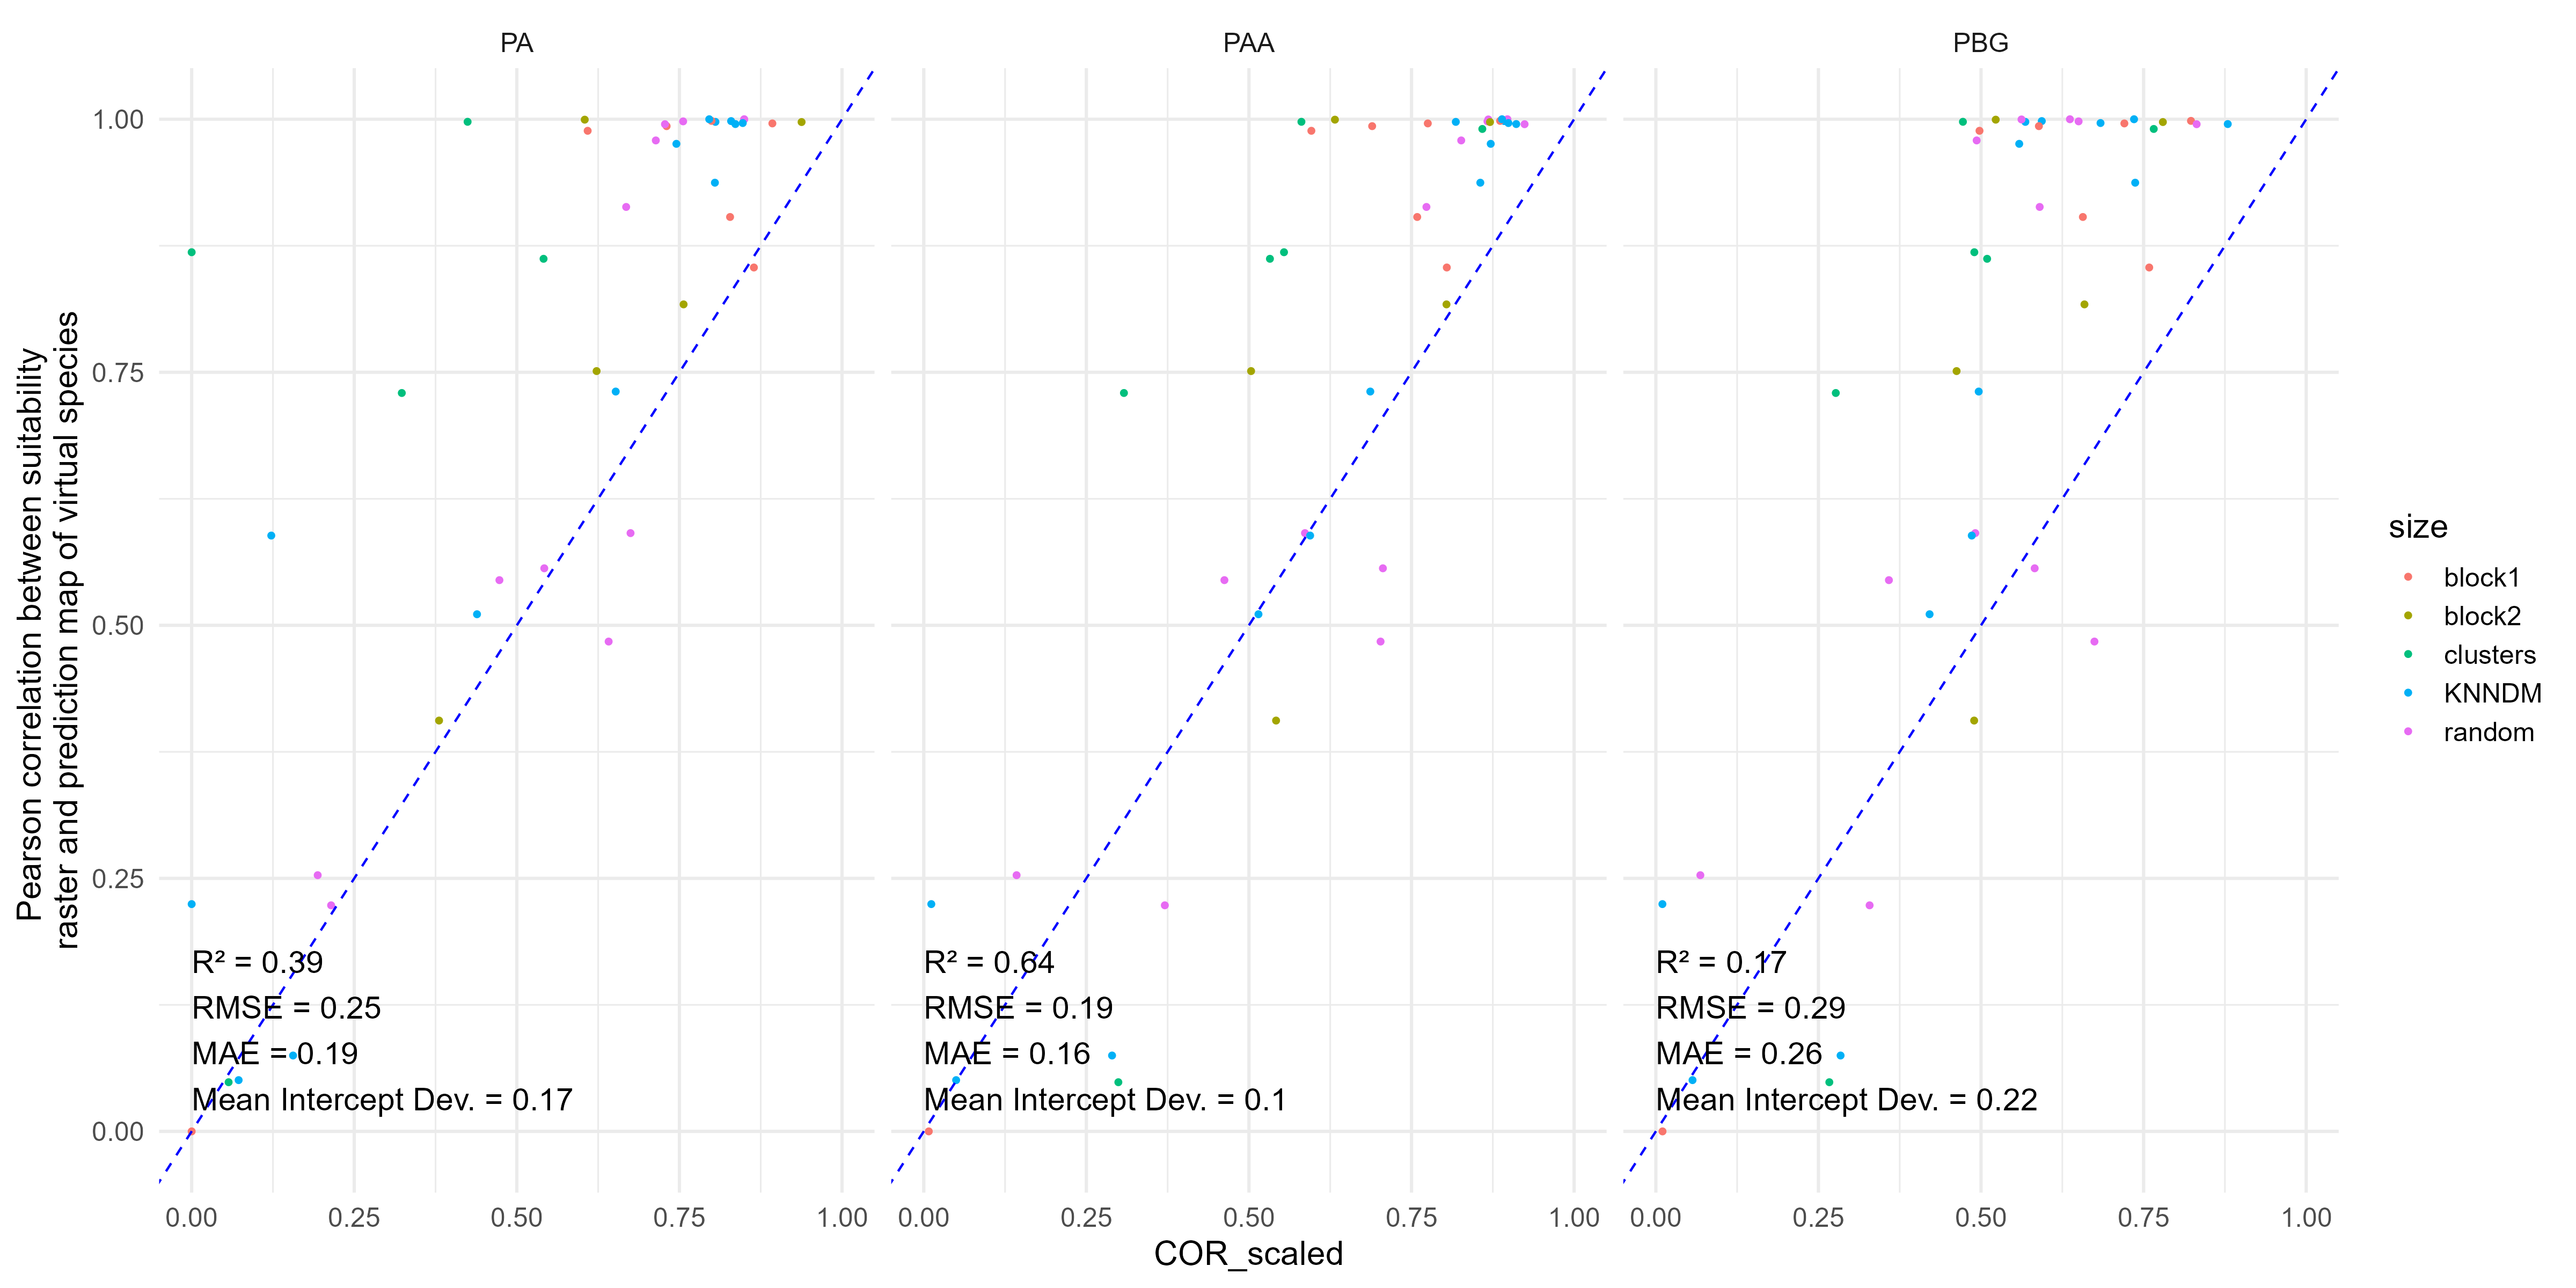 PA
PAA
PBG
Pearson correlation between suitability
raster and prediction map of virtual species
1.00
0.75
0.50
0.25
0.00
R² = 0.39
RMSE = 0.25
MAE = 0.19
Mean Intercept Dev. = 0.17
R² = 0.64
RMSE = 0.19
MAE = 0.16
Mean Intercept Dev. = 0.1
R² = 0.17
RMSE = 0.29
MAE = 0.26
Mean Intercept Dev. = 0.22
0.00 0.25 0.50 0.75 1.00
0.00 0.25 0.50 0.75 1.00
0.00 0.25 0.50 0.75 1.00
COR_scaled
size
block1
block2
clusters
KNNDM
random